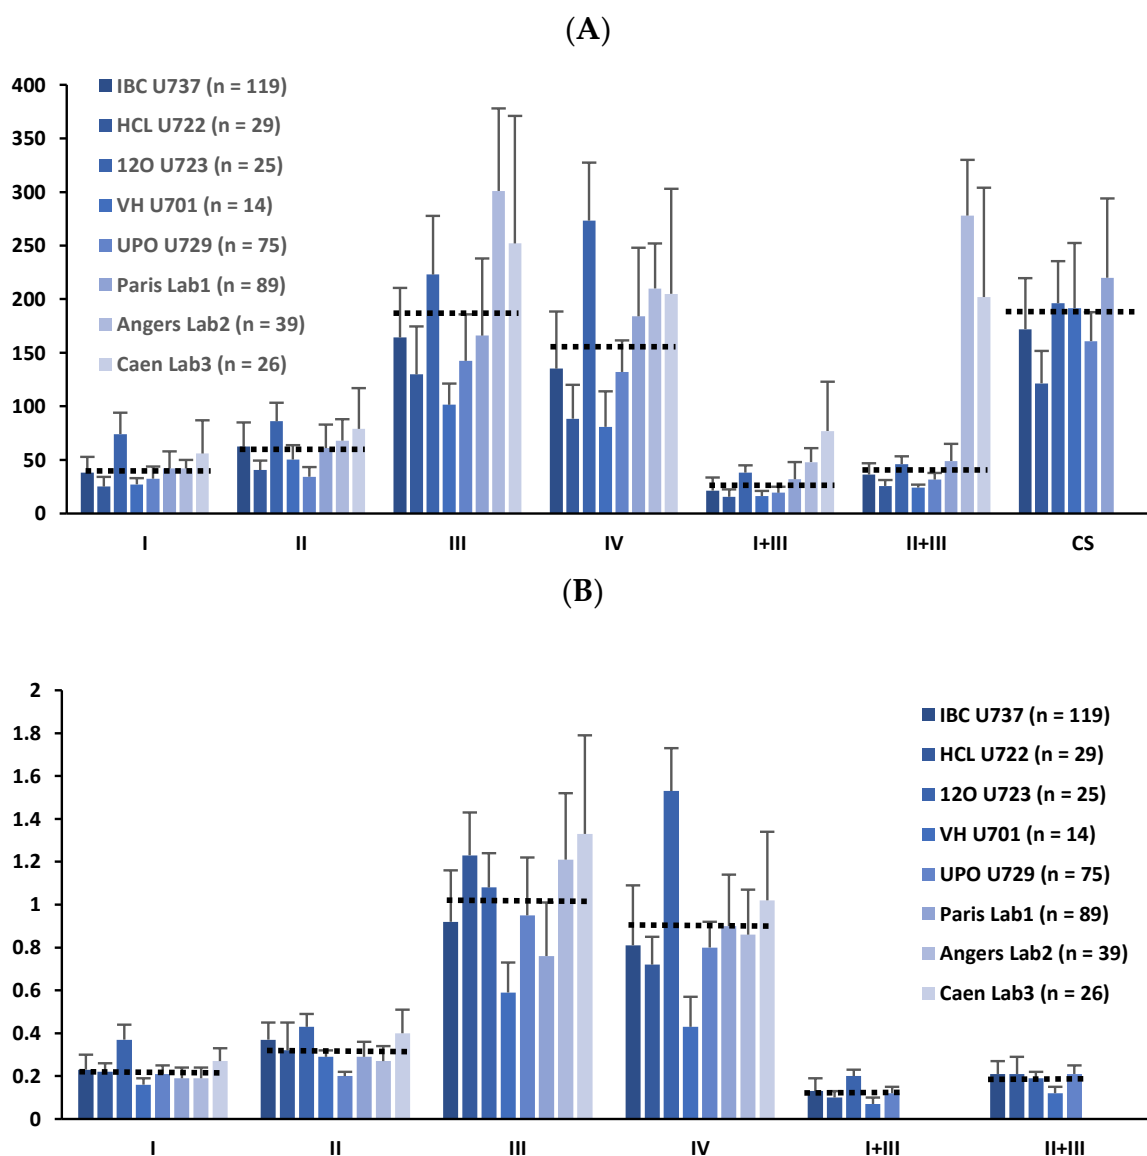 (A)
400
350
300
250
200
150
100
50
0
IBC U737 (n = 119)
HCL U722 (n = 29)
12O U723 (n = 25)
VH U701 (n = 14)
UPO U729 (n = 75)
Paris Lab1 (n = 89)
Angers Lab2 (n = 39)
Caen Lab3 (n = 26)
I II III IV I+III II+III CS
(B)
2
1.8
1.6
1.4
1.2
1
0.8
0.6
0.4
0.2
0
IBC U737 (n = 119)
HCL U722 (n = 29)
12O U723 (n = 25)
VH U701 (n = 14)
UPO U729 (n = 75)
Paris Lab1 (n = 89)
Angers Lab2 (n = 39)
Caen Lab3 (n = 26)
I II III IV I+III II+III